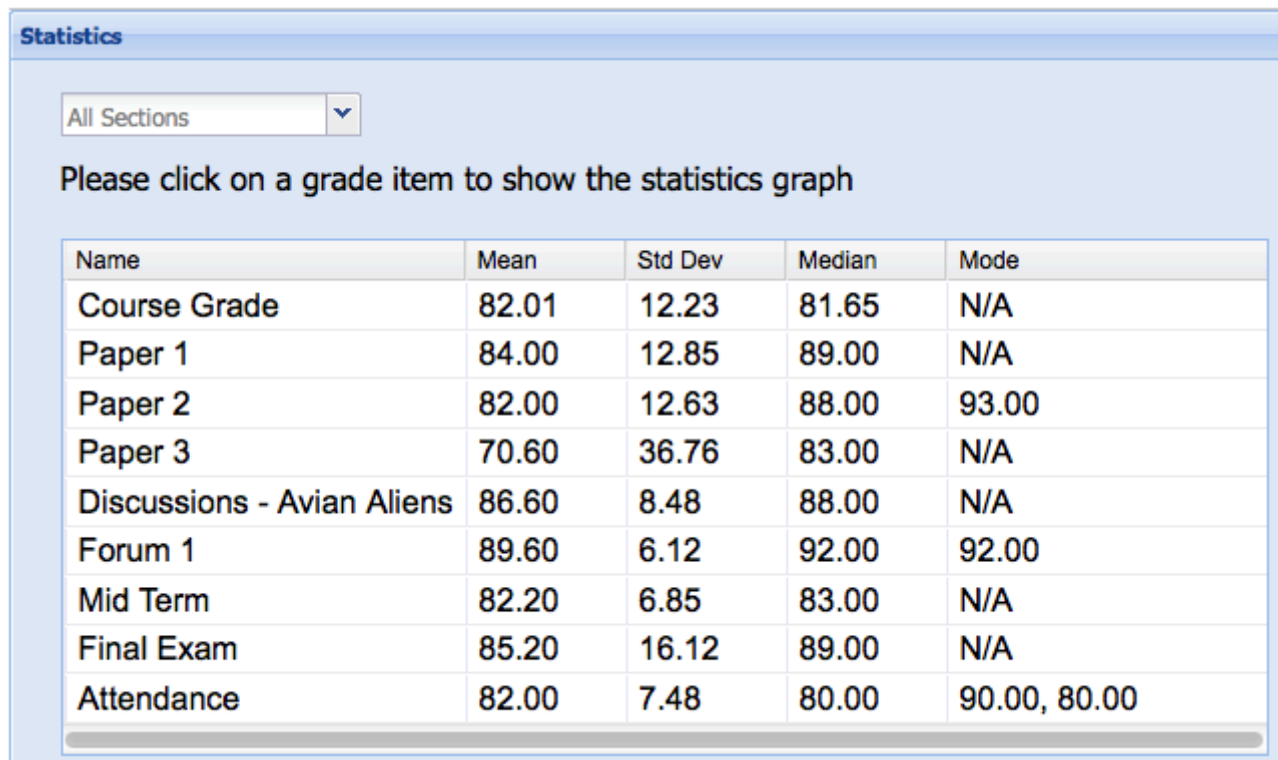 Statistics
All Sections
Please click on a grade item to show the statistics graph
Name Mean Std Dev Median Mode
Course Grade 82.01 12.23 81.65 N/A
Paper 1 84.00 12.85 89.00 N/A
Paper 2 82.00 12.63 88.00 93.00
Paper 3 70.60 36.76 83.00 N/A
Discussions - Avian Aliens 86.60 8.48 88.00 N/A
Forum 1 89.60 6.12 92.00 92.00
Mid Term 82.20 6.85 83.00 N/A
Final Exam 85.20 16.12 89.00 N/A
Attendance 82.00 7.48 80.00 90.00, 80.00